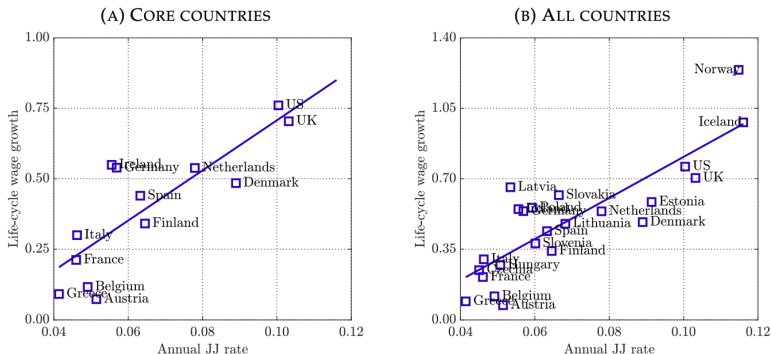 (A) CORE COUNTRIES
1.00
0.75
0.50
0.25
0.00
Life-cycle wage growth
US
UK
Ireland
Germany
Netherlands
Denmark
Spain
Finland
Italy
France
Belgium
Greece
Austria
0.04
0.06
0.08
0.10
0.12
Annual JJ rate
(B) ALL COUNTRIES
1.40
1.05
0.70
0.35
0.00
Life-cycle wage growth
Norway
Iceland
US
UK
Latvia
Slovakia
Estonia
Poland
Germany
Netherlands
Lithuania
Denmark
Spain
Slovenia
Finland
Italy
Hungary
Czechia
France
Belgium
Greece
Austria
0.04
0.06
0.08
0.10
0.12
Annual JJ rate